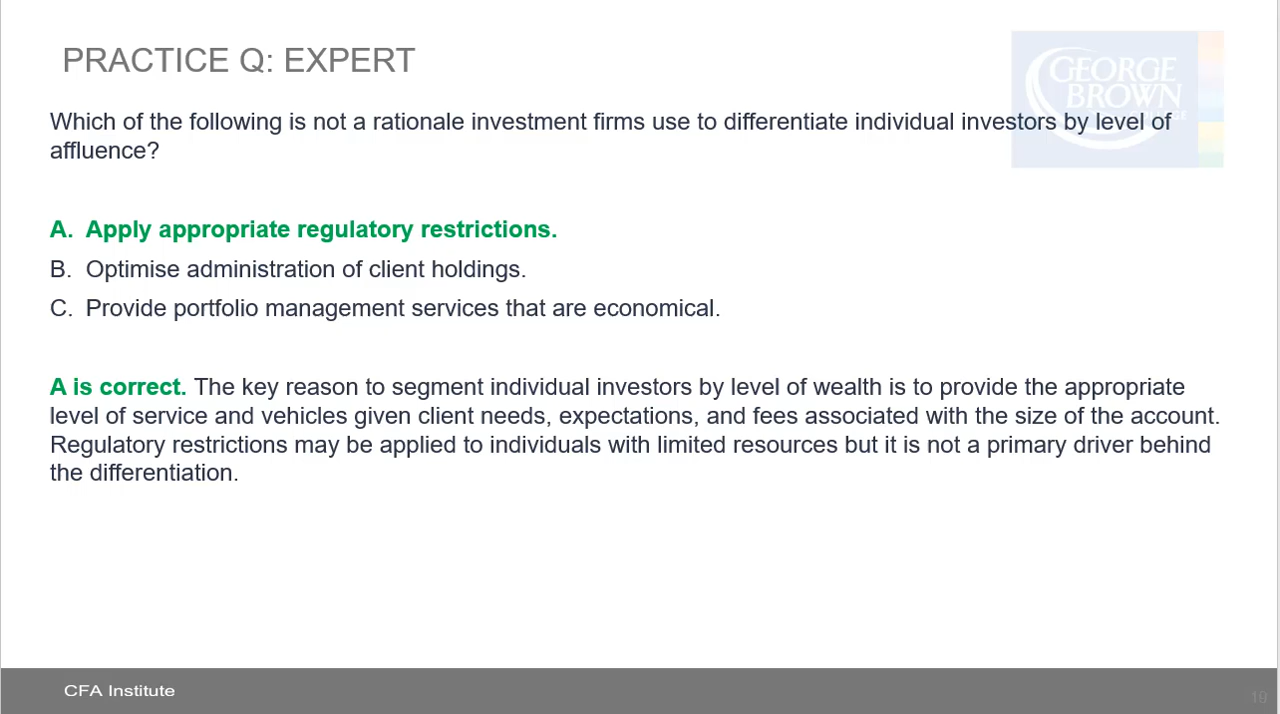 PRACTICE Q: EXPERT
GEORGE
BROWN
Which of the following is not a rationale investment firms use to differentiate individual investors by level of
affluence?
A. Apply appropriate regulatory restrictions.
B. Optimise administration of client holdings.
C. Provide portfolio management services that are economical.
A is correct. The key reason to segment individual investors by level of wealth is to provide the appropriate
level of service and vehicles given client needs, expectations, and fees associated with the size of the account.
Regulatory restrictions may be applied to individuals with limited resources but it is not a primary driver behind
the differentiation.
CFA Institute
19